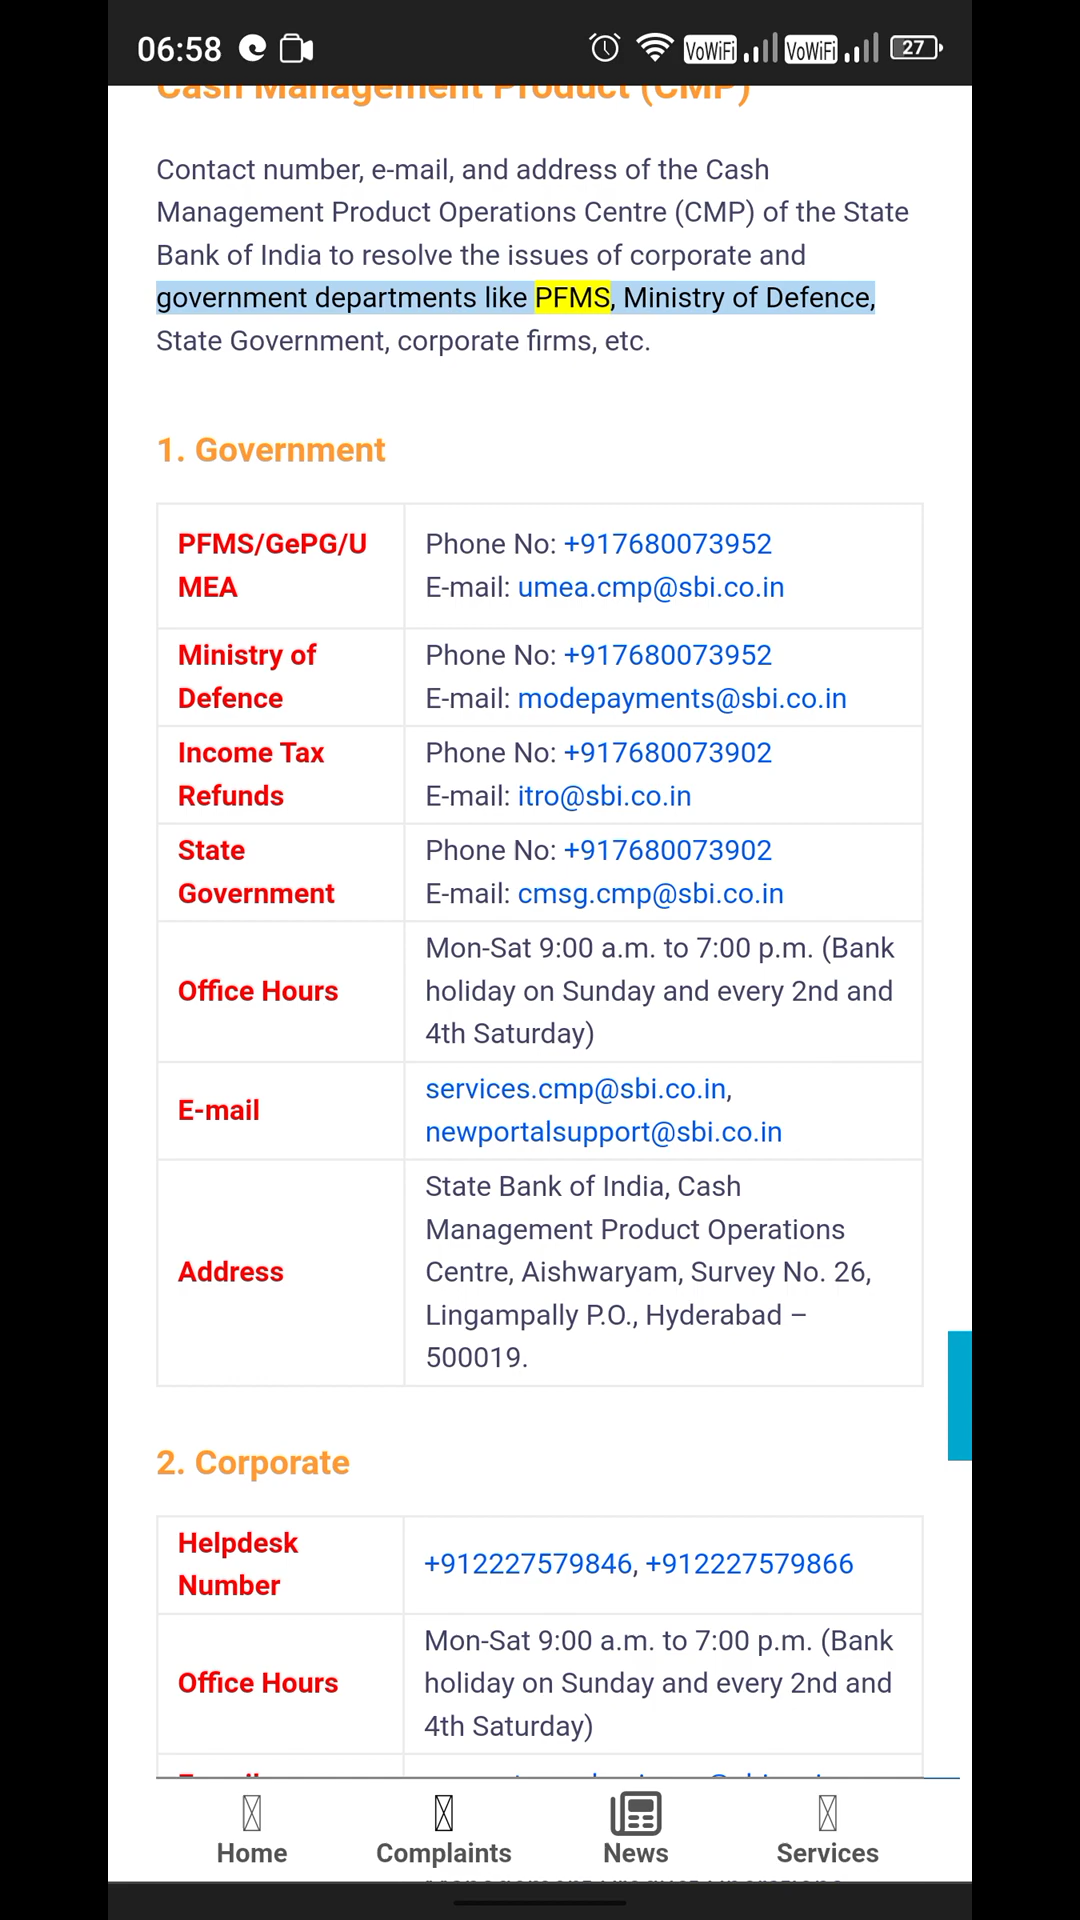 06:58
VoWiFi VoWiFi 27
Cash Management Product (CMP)
Contact number, e-mail, and address of the Cash
Management Product Operations Centre (CMP) of the State
Bank of India to resolve the issues of corporate and
government departments like PFMS, Ministry of Defence,
State Government, corporate firms, etc.
1. Government
PFMS/GePG/U
MEA
Phone No: +917680073952
E-mail: umea.cmp@sbi.co.in
Ministry of
Defence
Phone No: +917680073952
E-mail: modepayments@sbi.co.in
Income Tax
Refunds
Phone No: +917680073902
E-mail: itro@sbi.co.in
State
Government
Phone No: +917680073902
E-mail: cmsg.cmp@sbi.co.in
Office Hours
Mon-Sat 9:00 a.m. to 7:00 p.m. (Bank
holiday on Sunday and every 2nd and
4th Saturday)
E-mail
services.cmp@sbi.co.in,
newportalsupport@sbi.co.in
Address
State Bank of India, Cash
Management Product Operations
Centre, Aishwaryam, Survey No. 26,
Lingampally P.O., Hyderabad –
500019.
2. Corporate
Helpdesk
Number
+912227579846, +912227579866
Office Hours
Mon-Sat 9:00 a.m. to 7:00 p.m. (Bank
holiday on Sunday and every 2nd and
4th Saturday)
Home
Complaints
News
Services